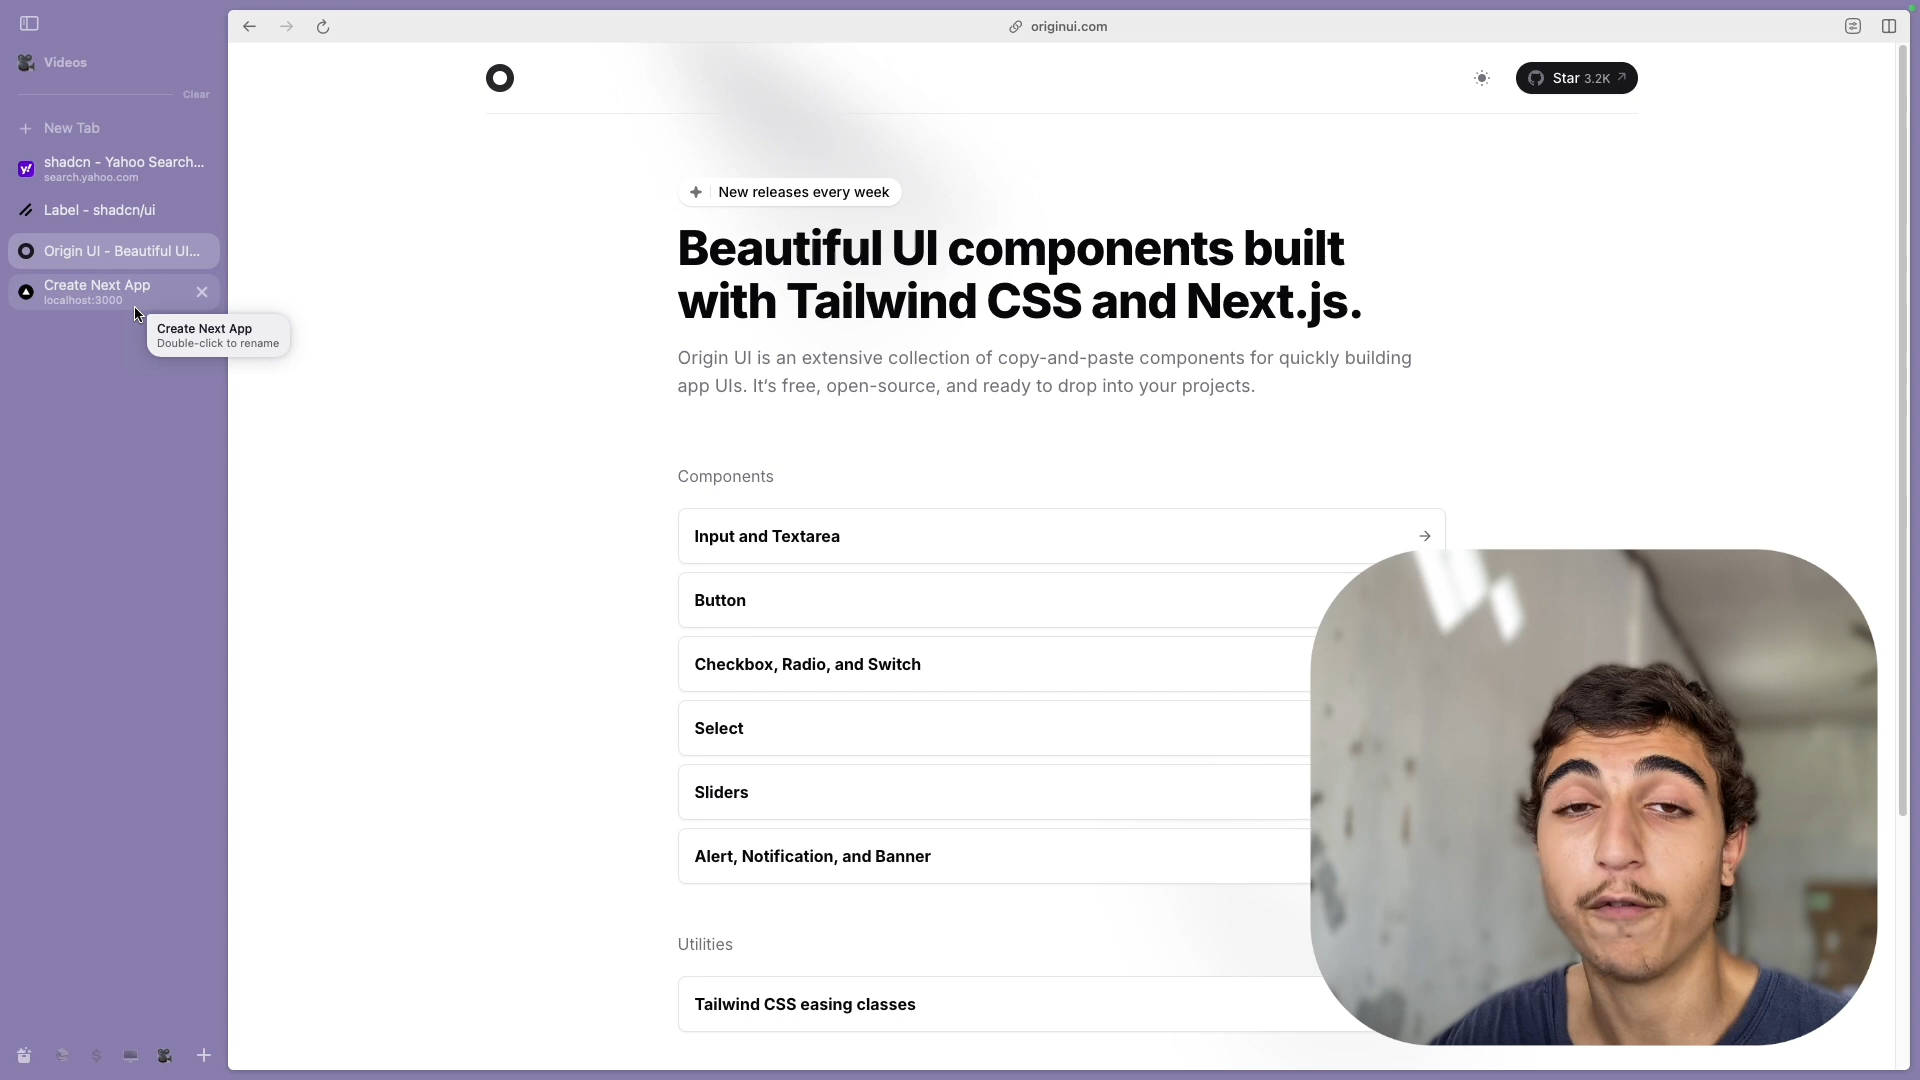 Videos
Clear
New Tab
shadcn - Yahoo Search...
search.yahoo.com
Label - shadcn/ui
Origin UI - Beautiful UI...
Create Next App
localhost:3000
Create Next App
Double-click to rename
originui.com
Star 3.2K
New releases every week
Beautiful UI components built
with Tailwind CSS and Next.js.
Origin UI is an extensive collection of copy-and-paste components for quickly building
app UIs. It's free, open-source, and ready to drop into your projects.
Components
Input and Textarea
Button
Checkbox, Radio, and Switch
Select
Sliders
Alert, Notification, and Banner
Utilities
Tailwind CSS easing classes